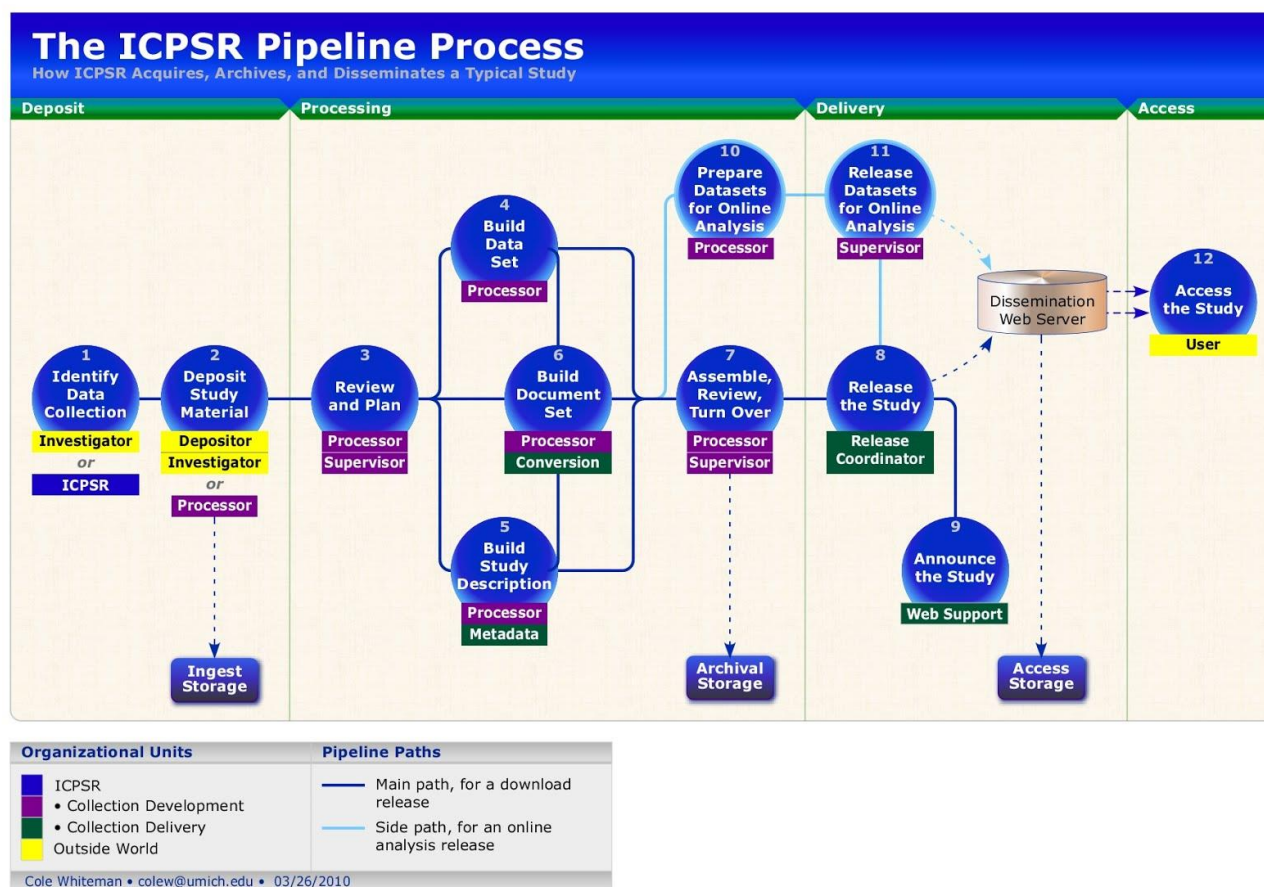 The ICPSR Pipeline Process
How ICPSR Acquires, Archives, and Disseminates a Typical Study
Deposit
Processing
Delivery
Access
1
Identify
Data
Collection
Investigator
or
ICPSR
2
Deposit
Study
Material
Depositor
Investigator
or
Processor
Ingest
Storage
3
Review
and Plan
Processor
Supervisor
4
Build
Data
Set
Processor
5
Build
Study
Description
Processor
Metadata
6
Build
Document
Set
Processor
Conversion
7
Assemble,
Review,
Turn Over
Processor
Supervisor
Archival
Storage
8
Release
the Study
Release
Coordinator
9
Announce
the Study
Web Support
10
Prepare
Datasets
for Online
Analysis
Processor
11
Release
Datasets
for Online
Analysis
Supervisor
Dissemination
Web Server
Access
Storage
12
Access
the Study
User
Organizational Units
ICPSR
• Collection Development
• Collection Delivery
Outside World
Pipeline Paths
Main path, for a download
release
Side path, for an online
analysis release
Cole Whiteman • colew@umich.edu • 03/26/2010